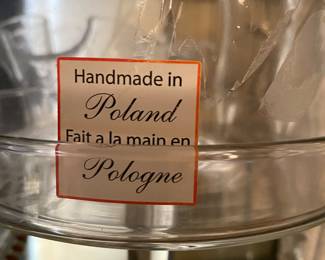 Handmade in
Poland
Fait a la main en
Pologne